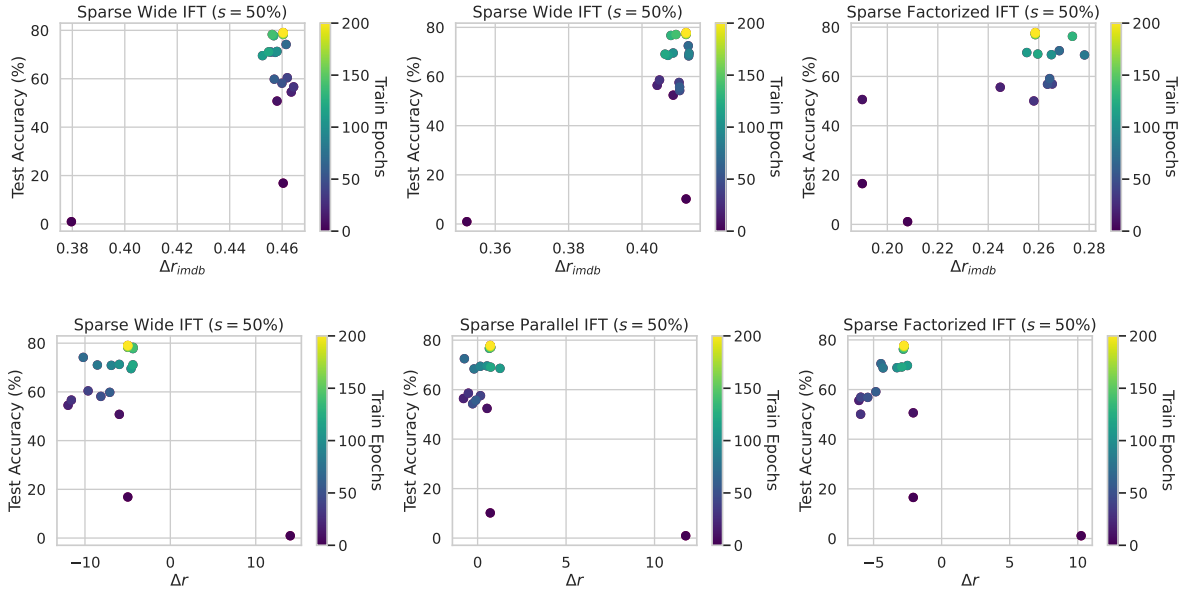 Sparse Wide IFT (s = 50%)
80
60
40
20
0
Test Accuracy (%)
0.38 0.40 0.42 0.44 0.46
Δr_imdb
200
150
100
50
0
Train Epochs
Sparse Wide IFT (s = 50%)
80
60
40
20
0
Test Accuracy (%)
0.36 0.38 0.40
Δr_imdb
200
150
100
50
0
Train Epochs
Sparse Factorized IFT (s = 50%)
80
60
40
20
0
Test Accuracy (%)
0.20 0.22 0.24 0.26 0.28
Δr_imdb
200
150
100
50
0
Train Epochs
Sparse Wide IFT (s = 50%)
80
60
40
20
0
Test Accuracy (%)
−10 0 10
Δr
200
150
100
50
0
Train Epochs
Sparse Parallel IFT (s = 50%)
80
60
40
20
0
Test Accuracy (%)
0 5 10
Δr
200
150
100
50
0
Train Epochs
Sparse Factorized IFT (s = 50%)
80
60
40
20
0
Test Accuracy (%)
−5 0 5 10
Δr
200
150
100
50
0
Train Epochs